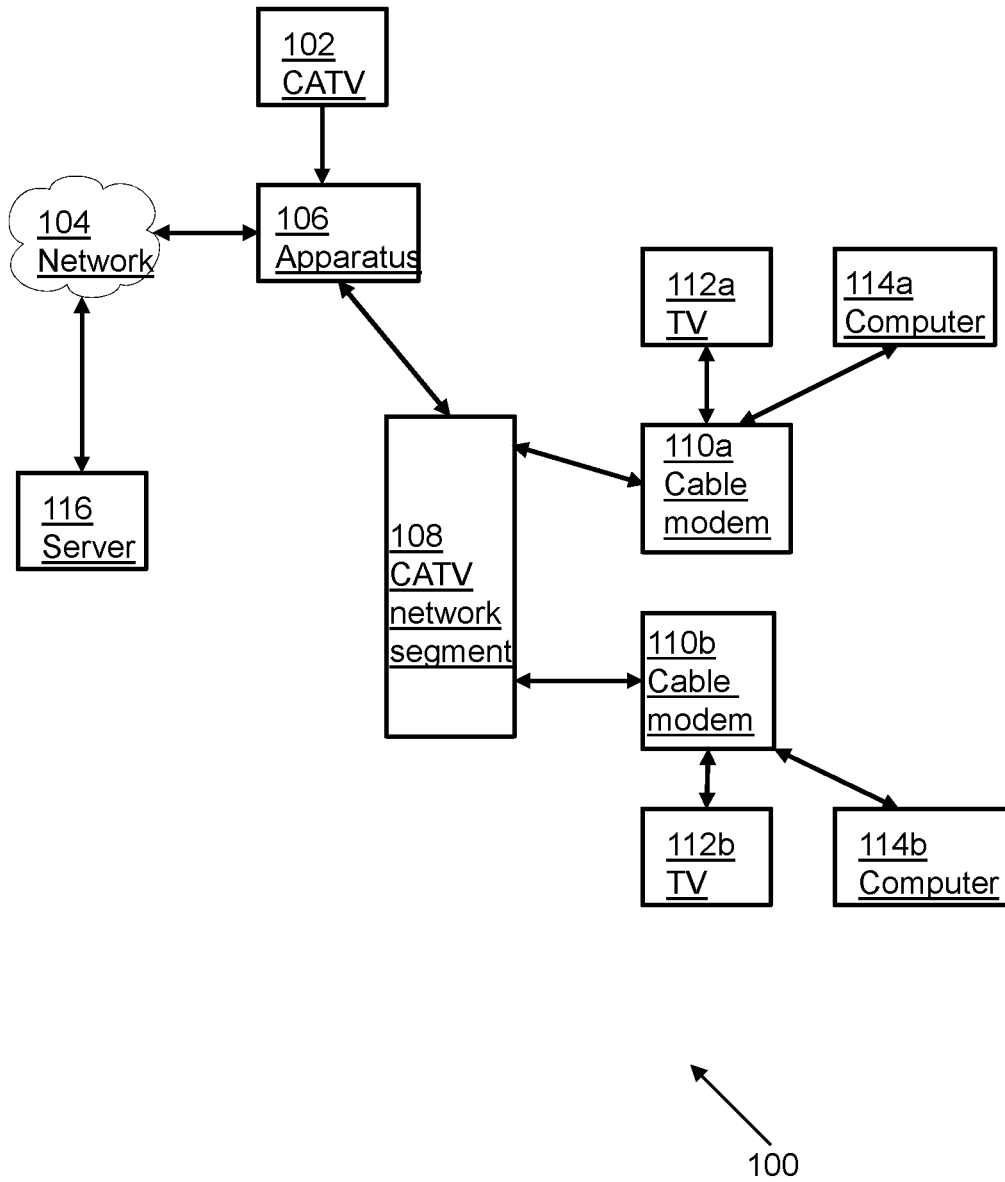 102
CATV
104
Network
106
Apparatus
112a
TV
114a
Computer
110a
Cable
modem
116
Server
108
CATV
network
segment
110b
Cable
modem
112b
TV
114b
Computer
100